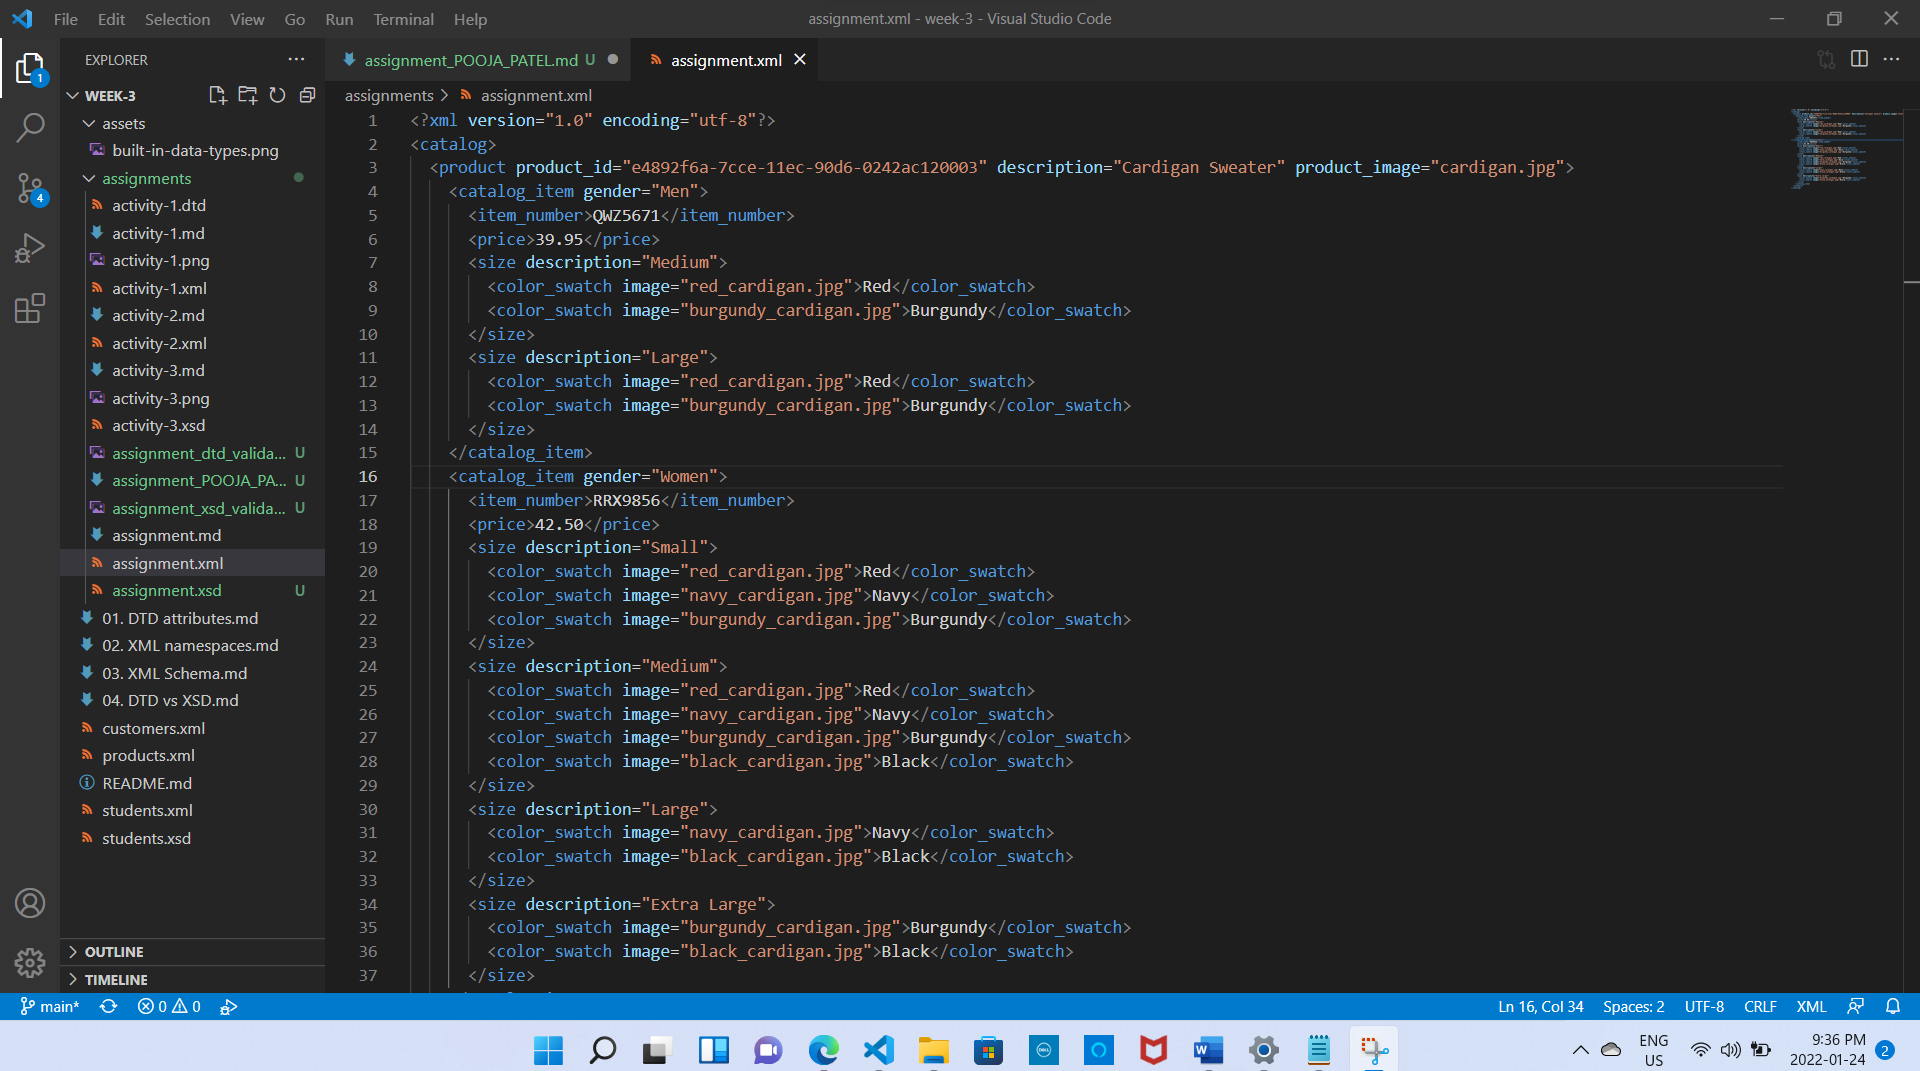 File Edit Selection View Go Run Terminal Help
assignment.xml - week-3 - Visual Studio Code
EXPLORER
assignment_POOJA_PATEL.md U
assignment.xml
1
WEEK-3
assignments > assignment.xml
assets
built-in-data-types.png
assignments
activity-1.dtd
activity-1.md
activity-1.png
activity-1.xml
activity-2.md
activity-2.xml
activity-3.md
activity-3.png
activity-3.xsd
assignment_dtd_valida... U
assignment_POOJA_PA... U
assignment_xsd_valida... U
assignment.md
assignment.xml
assignment.xsd U
01. DTD attributes.md
02. XML namespaces.md
03. XML Schema.md
04. DTD vs XSD.md
customers.xml
products.xml
README.md
students.xml
students.xsd
OUTLINE
TIMELINE
4
1 <?xml version="1.0" encoding="utf-8"?>
2 <catalog>
3 <product product_id="e4892f6a-7cce-11ec-90d6-0242ac120003" description="Cardigan Sweater" product_image="cardigan.jpg">
4 <catalog_item gender="Men">
5 <item_number>QWZ5671</item_number>
6 <price>39.95</price>
7 <size description="Medium">
8 <color_swatch image="red_cardigan.jpg">Red</color_swatch>
9 <color_swatch image="burgundy_cardigan.jpg">Burgundy</color_swatch>
10 </size>
11 <size description="Large">
12 <color_swatch image="red_cardigan.jpg">Red</color_swatch>
13 <color_swatch image="burgundy_cardigan.jpg">Burgundy</color_swatch>
14 </size>
15 </catalog_item>
16 <catalog_item gender="Women">
17 <item_number>RRX9856</item_number>
18 <price>42.50</price>
19 <size description="Small">
20 <color_swatch image="red_cardigan.jpg">Red</color_swatch>
21 <color_swatch image="navy_cardigan.jpg">Navy</color_swatch>
22 <color_swatch image="burgundy_cardigan.jpg">Burgundy</color_swatch>
23 </size>
24 <size description="Medium">
25 <color_swatch image="red_cardigan.jpg">Red</color_swatch>
26 <color_swatch image="navy_cardigan.jpg">Navy</color_swatch>
27 <color_swatch image="burgundy_cardigan.jpg">Burgundy</color_swatch>
28 <color_swatch image="black_cardigan.jpg">Black</color_swatch>
29 </size>
30 <size description="Large">
31 <color_swatch image="navy_cardigan.jpg">Navy</color_swatch>
32 <color_swatch image="black_cardigan.jpg">Black</color_swatch>
33 </size>
34 <size description="Extra Large">
35 <color_swatch image="burgundy_cardigan.jpg">Burgundy</color_swatch>
36 <color_swatch image="black_cardigan.jpg">Black</color_swatch>
37 </size>
main* 0 0 Ln 16, Col 34 Spaces: 2 UTF-8 CRLF XML
ENG
US
9:36 PM
2022-01-24
2